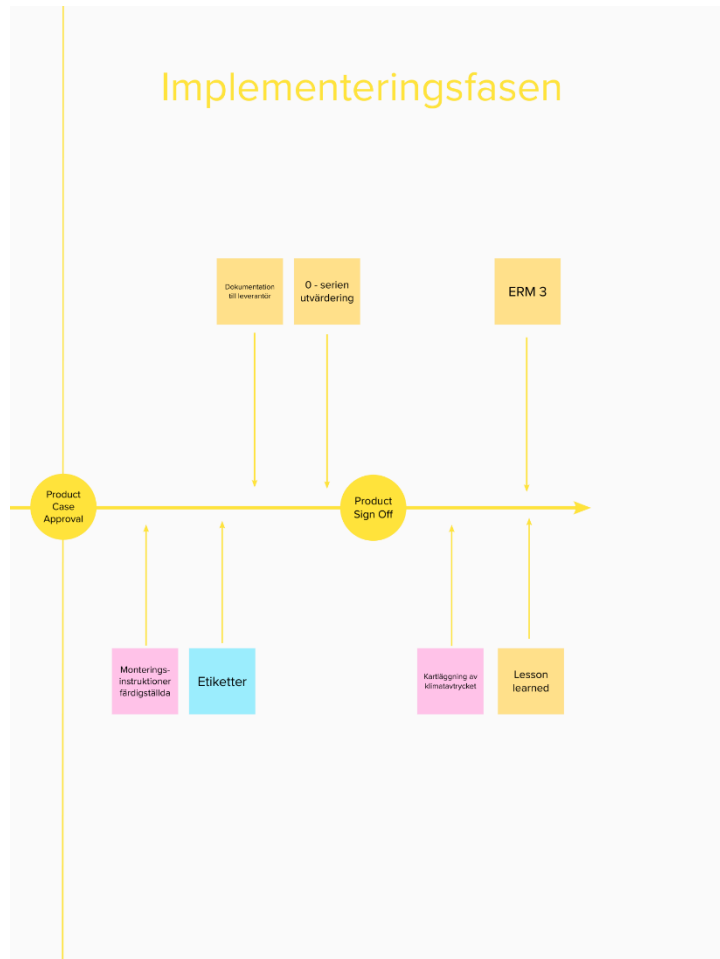 Implementeringsfasen
Dokumentation
till leverantör
0 - serien
utvärdering
ERM 3
Product
Case
Approval
Product
Sign Off
Monterings-
instruktioner
färdigställda
Etiketter
Kartläggning av
klimatavtrycket
Lesson
learned